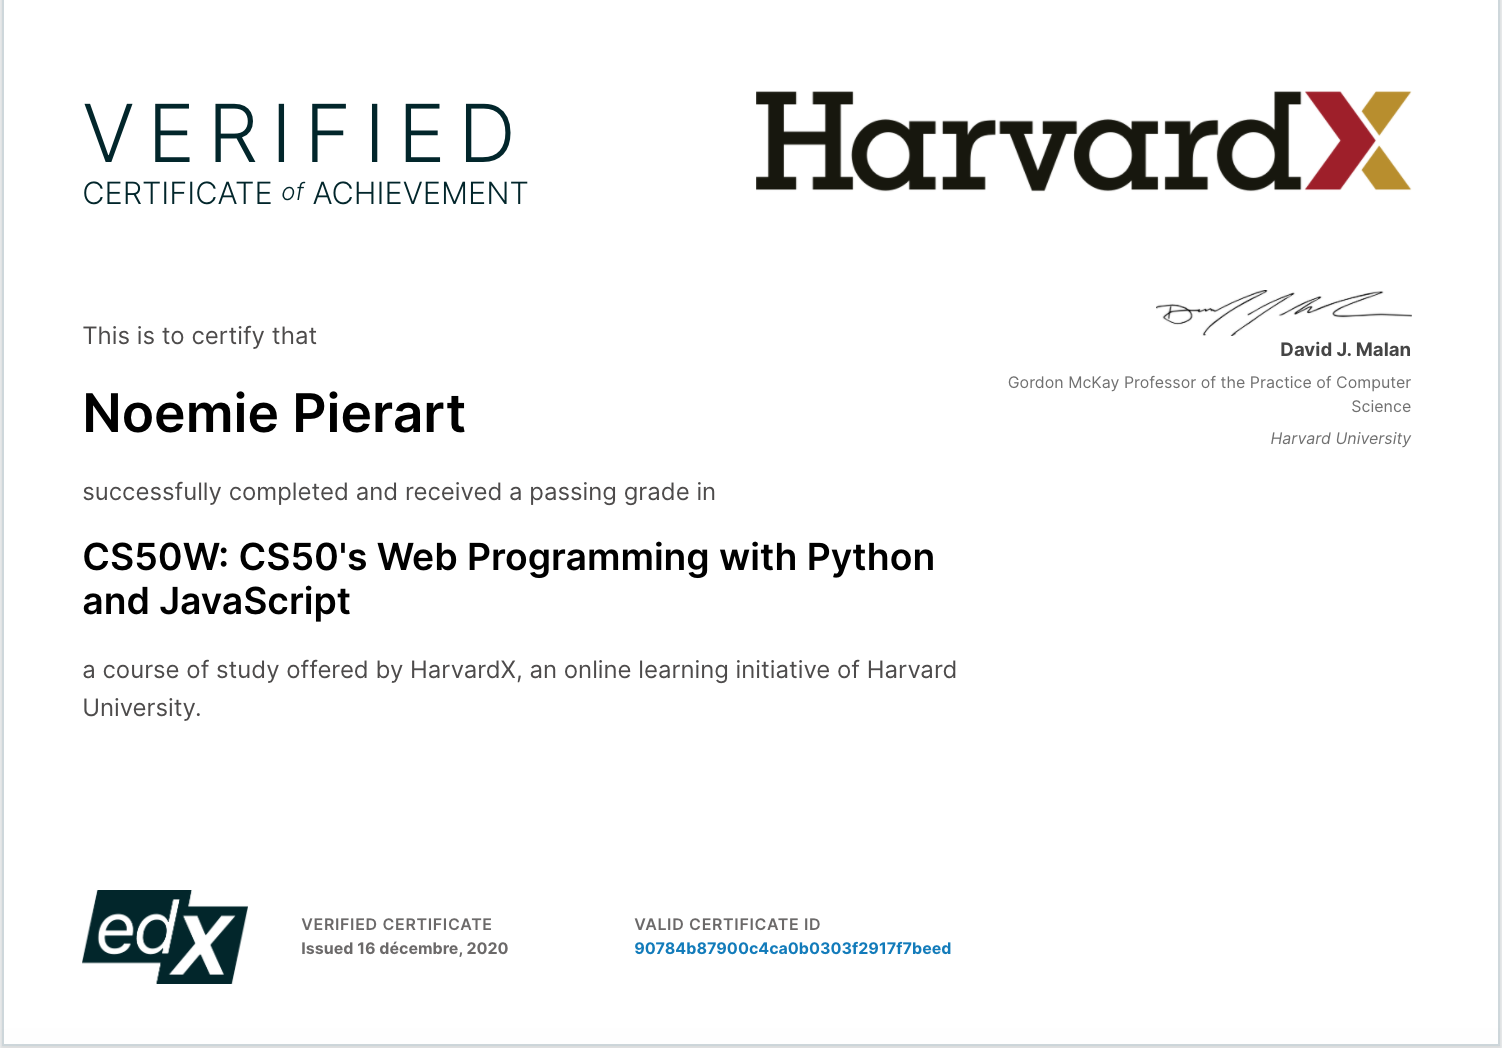 VERIFIED
CERTIFICATE of ACHIEVEMENT
HarvardX
This is to certify that
Noemie Pierart
successfully completed and received a passing grade in
CS50W: CS50's Web Programming with Python
and JavaScript
a course of study offered by HarvardX, an online learning initiative of Harvard
University.
David J. Malan
Gordon McKay Professor of the Practice of Computer
Science
Harvard University
edX
VERIFIED CERTIFICATE
Issued 16 décembre, 2020
VALID CERTIFICATE ID
90784b87900c4ca0b0303f2917f7beed